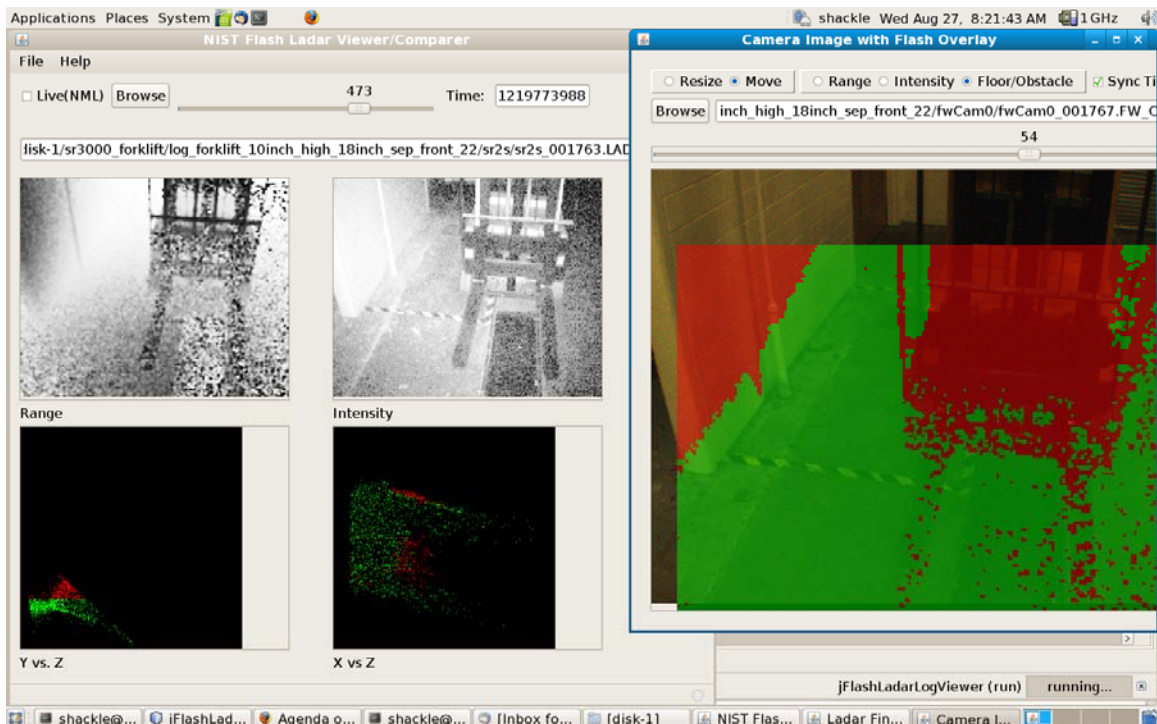 Applications Places System shackle Wed Aug 27, 8:21:43 AM 1 GHz
NIST Flash Ladar Viewer/Comparer
File Help
Live(NML) Browse 473 Time: 1219773988
disk-1/sr3000_forklift/log_forklift_10inch_high_18inch_sep_front_22/sr2s/sr2s_001763.LAD
Range Intensity
Y vs. Z X vs Z
Camera Image with Flash Overlay
Resize Move Range Intensity Floor/Obstacle Sync Ti
Browse inch_high_18inch_sep_front_22/fwCam0/fwCam0_001767.FW_C
54
jFlashLadarLogViewer (run) running...
shackle@... jFlashLad... Agenda o... shackle@... [Inbox fo... [disk-1] NIST Flas... Ladar Fin... Camera I...